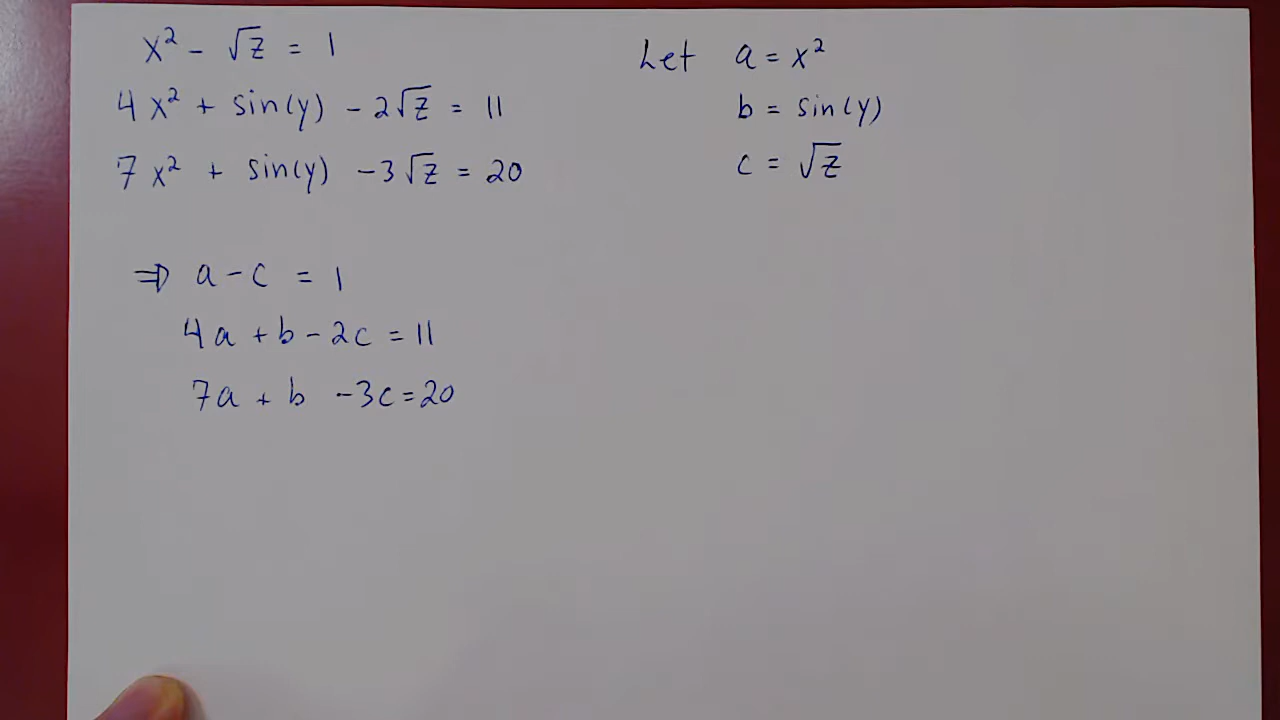 x² - √z = 1
4x² + sin(y) - 2√z = 11
7x² + sin(y) - 3√z = 20
Let a = x²
b = sin(y)
c = √z
⇒ a - c = 1
4a + b - 2c = 11
7a + b - 3c = 20